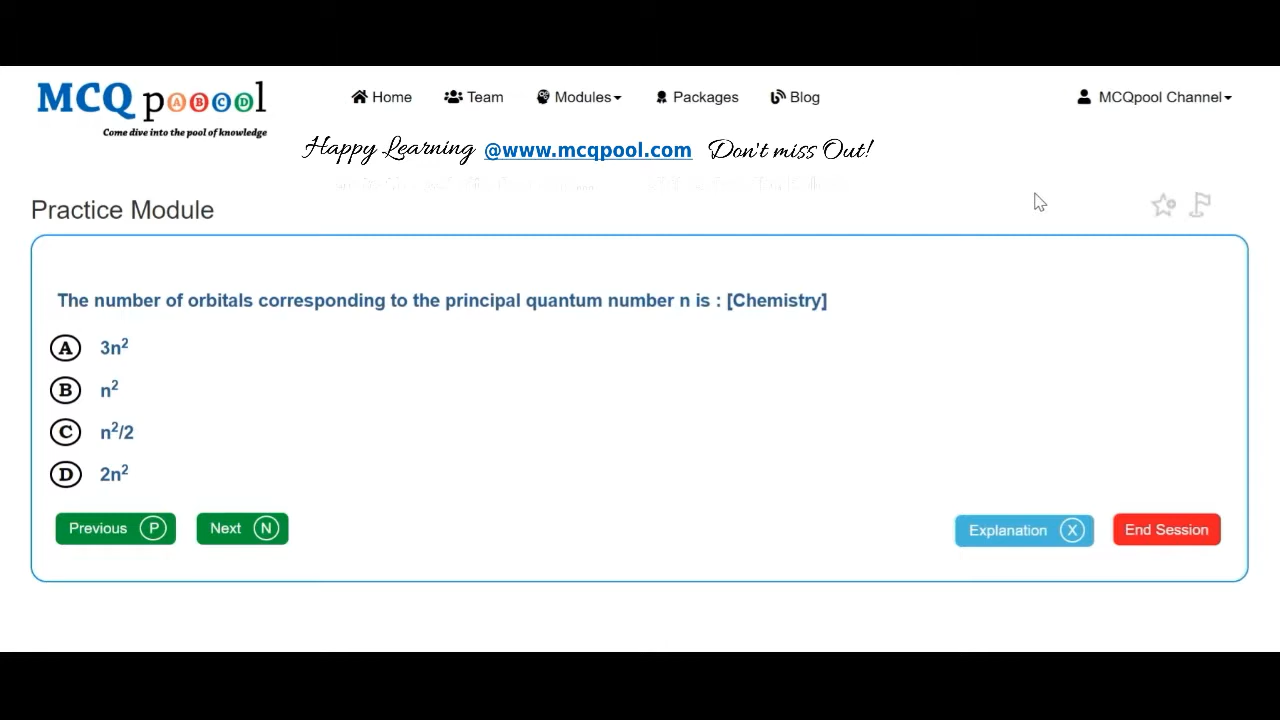 MCQ pooool
Come dive into the pool of knowledge
Home Team Modules Packages Blog MCQpool Channel
Happy Learning @www.mcqpool.com Don't miss Out!
Practice Module
The number of orbitals corresponding to the principal quantum number n is : [Chemistry]
A 3n²
B n²
C n²/2
D 2n²
Previous P Next N Explanation X End Session